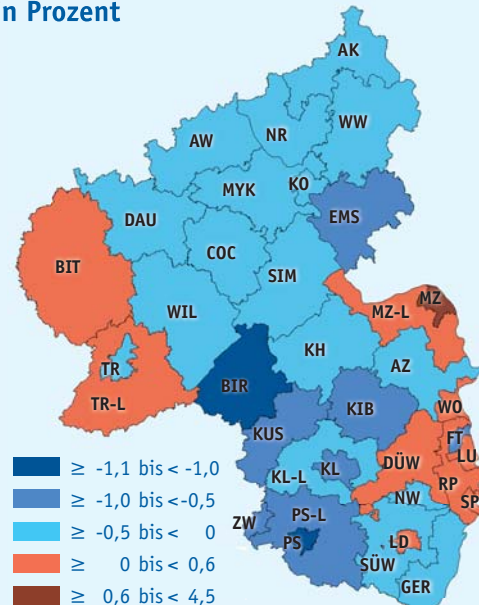 n Prozent
AK
WW
NR
AW
KO
MYK
EMS
DAU
COC
BIT
SIM
WIL
MZ
MZ-L
KH
AZ
TR
BIR
TR-L
KIB
WO
KUS
FT
LU
DÜW
KL
KL-L
RP
NW
SP
PS-L
ZW
PS
LD
SÜW
GER
≥ -1,1 bis < -1,0
≥ -1,0 bis < -0,5
≥ -0,5 bis < 0
≥ 0 bis < 0,6
≥ 0,6 bis < 4,5